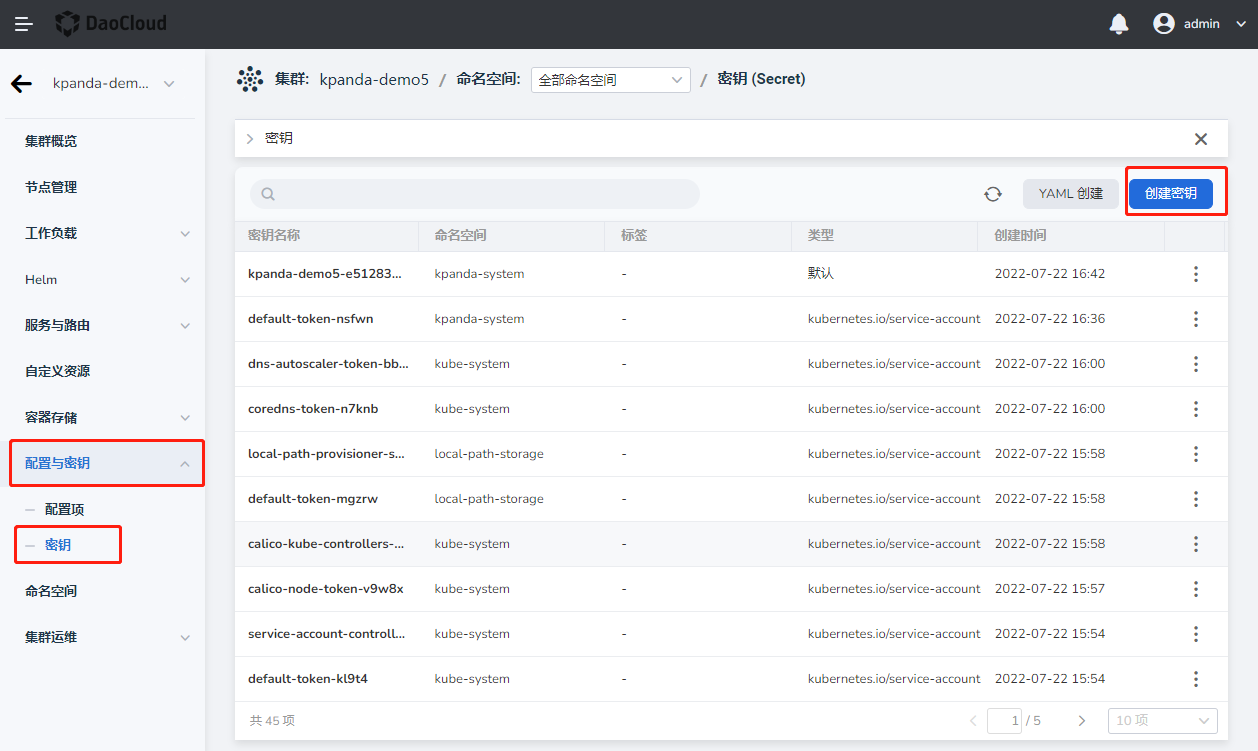 DaoCloud
admin
kpanda-dem...
集群: kpanda-demo5 / 命名空间: 全部命名空间 / 密钥 (Secret)
集群概览
节点管理
工作负载
Helm
服务与路由
自定义资源
容器存储
配置与密钥
配置项
密钥
命名空间
集群运维
密钥
YAML 创建 创建密钥
密钥名称 命名空间 标签 类型 创建时间
kpanda-demo5-e51283... kpanda-system - 默认 2022-07-22 16:42
default-token-nsfwn kpanda-system - kubernetes.io/service-account 2022-07-22 16:36
dns-autoscaler-token-bb... kube-system - kubernetes.io/service-account 2022-07-22 16:00
coredns-token-n7knb kube-system - kubernetes.io/service-account 2022-07-22 16:00
local-path-provisioner-s... local-path-storage - kubernetes.io/service-account 2022-07-22 15:58
default-token-mgzrw local-path-storage - kubernetes.io/service-account 2022-07-22 15:58
calico-kube-controllers-... kube-system - kubernetes.io/service-account 2022-07-22 15:58
calico-node-token-v9w8x kube-system - kubernetes.io/service-account 2022-07-22 15:57
service-account-controll... kube-system - kubernetes.io/service-account 2022-07-22 15:54
default-token-kl9t4 kube-system - kubernetes.io/service-account 2022-07-22 15:54
共 45 项 1 / 5 10 项